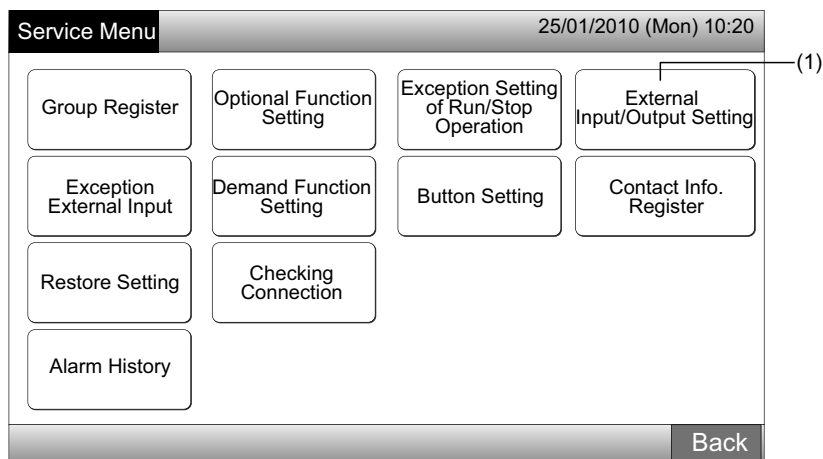 Service Menu
25/01/2010 (Mon) 10:20
(1)
Group Register
Optional Function
Setting
Exception Setting
of Run/Stop
Operation
External
Input/Output Setting
Exception
External Input
Demand Function
Setting
Button Setting
Contact Info.
Register
Restore Setting
Checking
Connection
Alarm History
Back